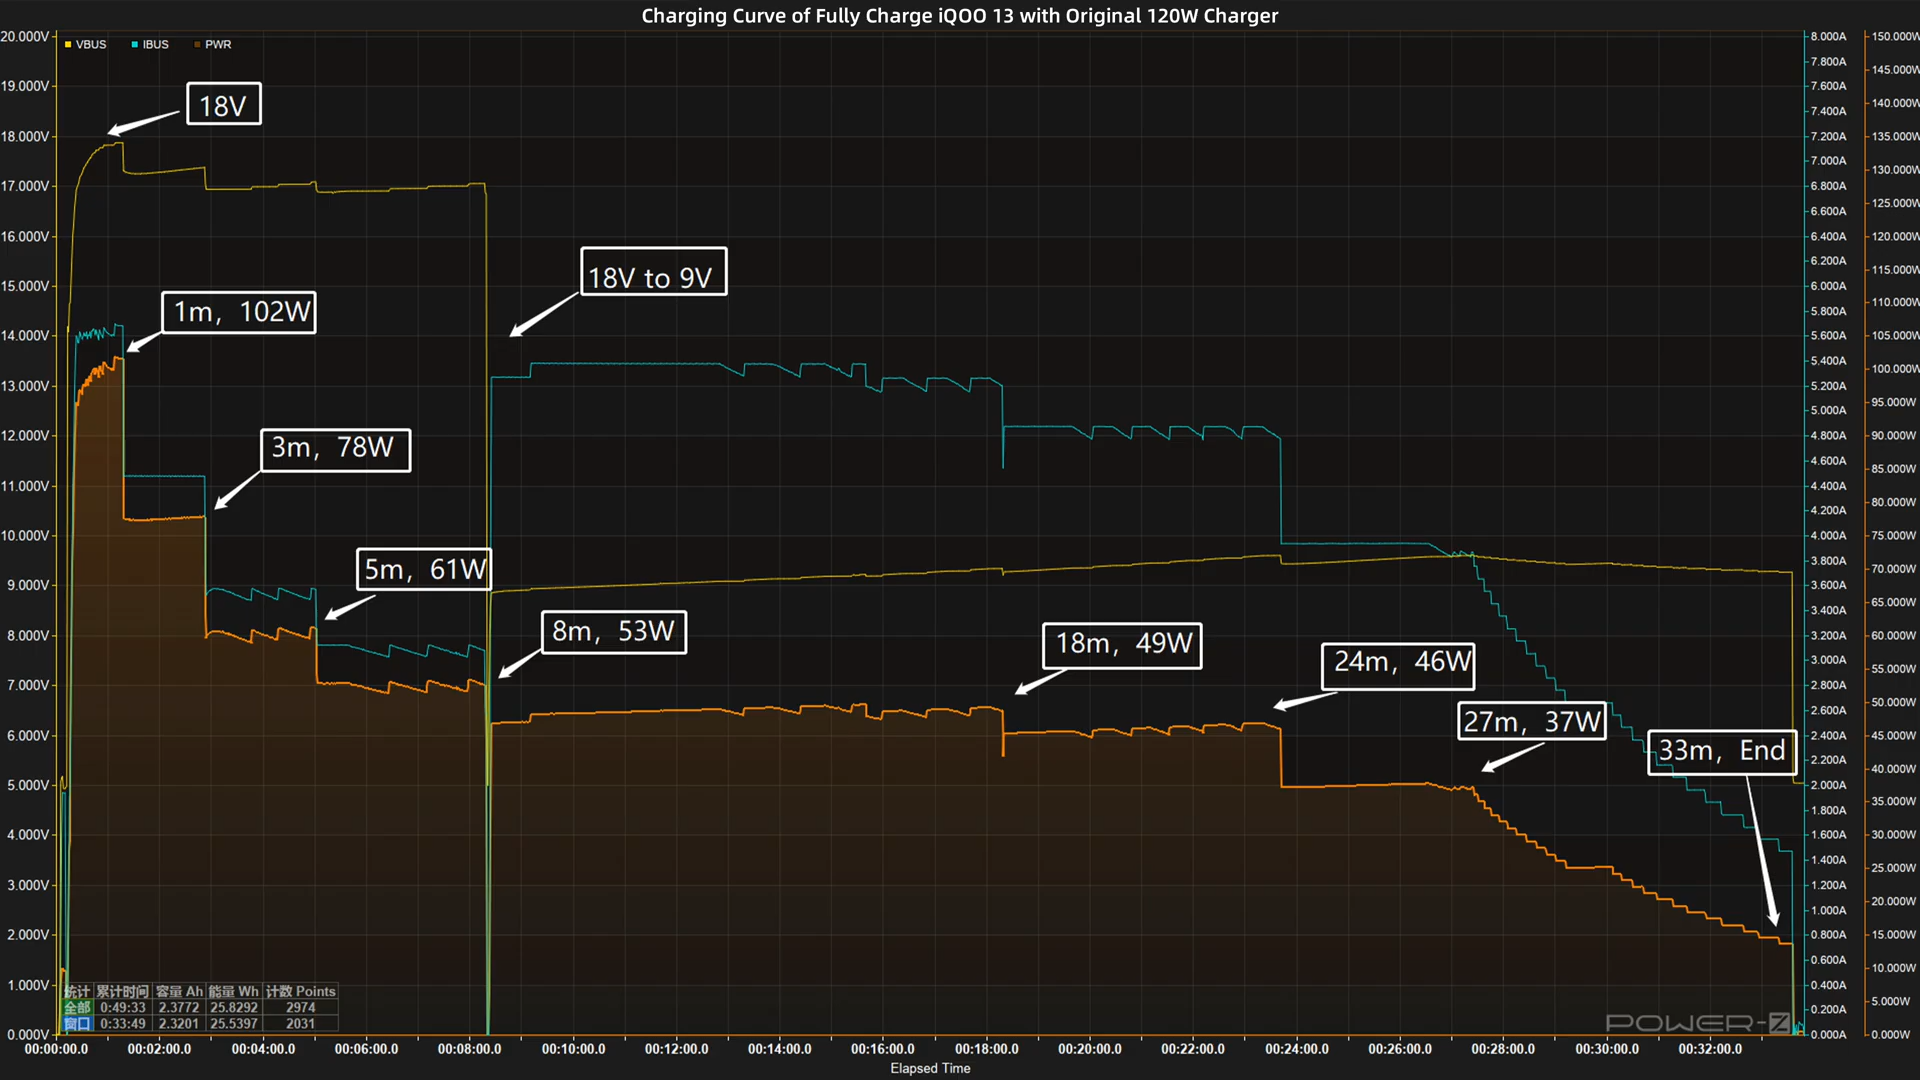 Charging Curve of Fully Charge iQOO 13 with Original 120W Charger
VBUS IBUS PWR
20.000V
19.000V
18.000V
17.000V
16.000V
15.000V
14.000V
13.000V
12.000V
11.000V
10.000V
9.000V
8.000V
7.000V
6.000V
5.000V
4.000V
3.000V
2.000V
1.000V
0.000V
18V
18V to 9V
1m, 102W
3m, 78W
5m, 61W
8m, 53W
18m, 49W
24m, 46W
27m, 37W
33m, End
8.000A
7.800A
7.600A
7.400A
7.200A
7.000A
6.800A
6.600A
6.400A
6.200A
6.000A
5.800A
5.600A
5.400A
5.200A
5.000A
4.800A
4.600A
4.400A
4.200A
4.000A
3.800A
3.600A
3.400A
3.200A
3.000A
2.800A
2.600A
2.400A
2.200A
2.000A
1.800A
1.600A
1.400A
1.200A
1.000A
0.800A
0.600A
0.400A
0.200A
0.000A
150.000W
145.000W
140.000W
135.000W
130.000W
125.000W
120.000W
115.000W
110.000W
105.000W
100.000W
95.000W
90.000W
85.000W
80.000W
75.000W
70.000W
65.000W
60.000W
55.000W
50.000W
45.000W
40.000W
35.000W
30.000W
25.000W
20.000W
15.000W
10.000W
5.000W
0.000W
统计 累计时间 容量 Ah 能量 Wh 计数 Points
全部 0:49:33 2.3772 25.8292 2974
窗口 0:33:49 2.3201 25.5397 2031
POWER-Z
00:00:00.0 00:02:00.0 00:04:00.0 00:06:00.0 00:08:00.0 00:10:00.0 00:12:00.0 00:14:00.0 00:16:00.0 00:18:00.0 00:20:00.0 00:22:00.0 00:24:00.0 00:26:00.0 00:28:00.0 00:30:00.0 00:32:00.0
Elapsed Time